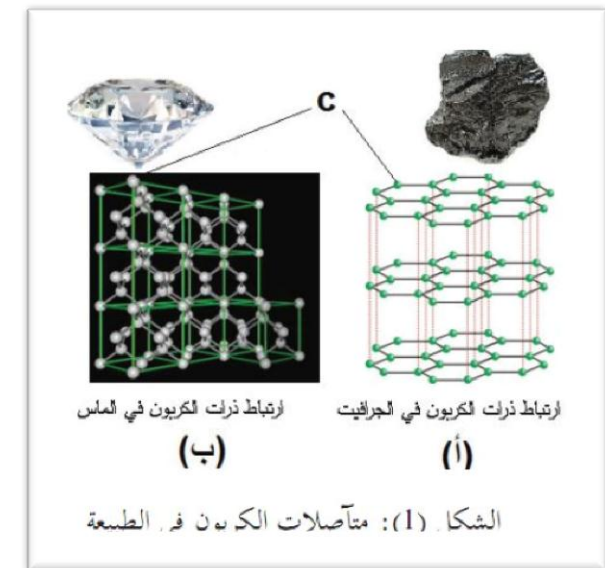 C
ارتباط ذرات الكربون في الجرافيت
ارتباط ذرات الكربون في الماس
(أ)
(ب)
الشكل (1): متآصلات الكربون في الطبيعة